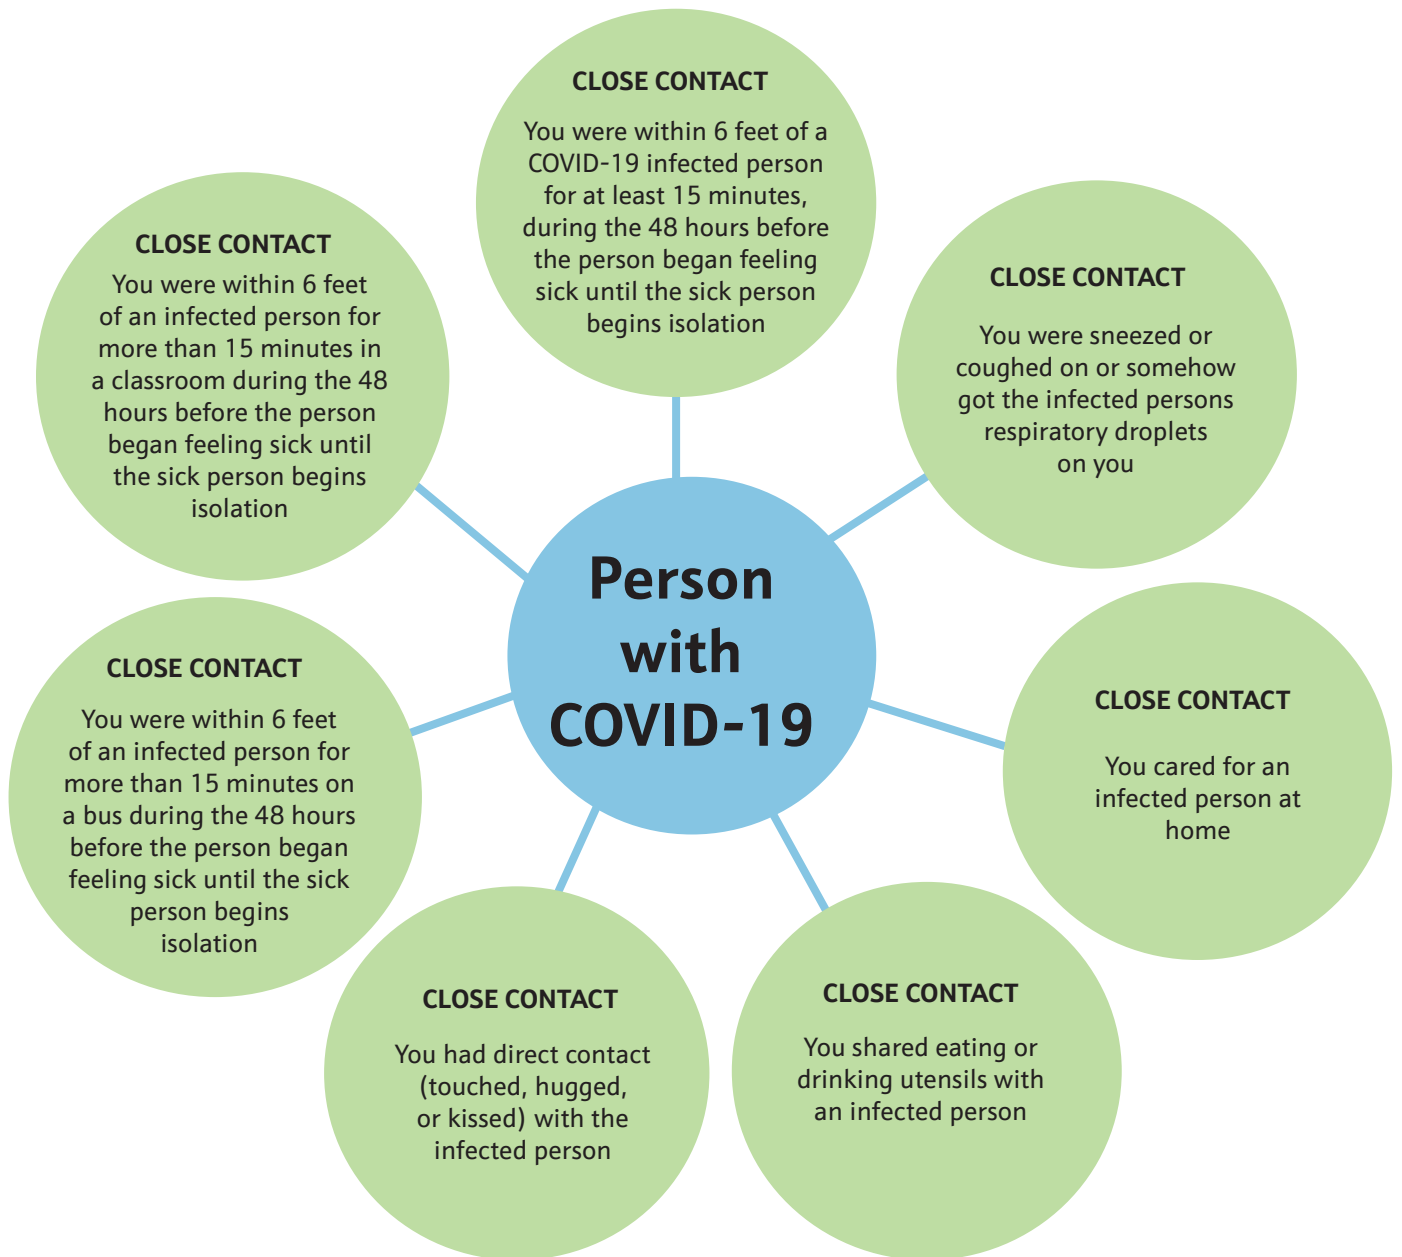 CLOSE CONTACT
You were within 6 feet of a
COVID-19 infected person
for at least 15 minutes,
during the 48 hours before
the person began feeling
sick until the sick person
begins isolation
CLOSE CONTACT
You were sneezed or
coughed on or somehow
got the infected persons
respiratory droplets
on you
CLOSE CONTACT
You cared for an
infected person at
home
CLOSE CONTACT
You shared eating or
drinking utensils with
an infected person
CLOSE CONTACT
You had direct contact
(touched, hugged,
or kissed) with the
infected person
CLOSE CONTACT
You were within 6 feet
of an infected person for
more than 15 minutes on
a bus during the 48 hours
before the person began
feeling sick until the sick
person begins
isolation
CLOSE CONTACT
You were within 6 feet
of an infected person for
more than 15 minutes in
a classroom during the 48
hours before the person
began feeling sick until
the sick person begins
isolation
Person
with
COVID-19